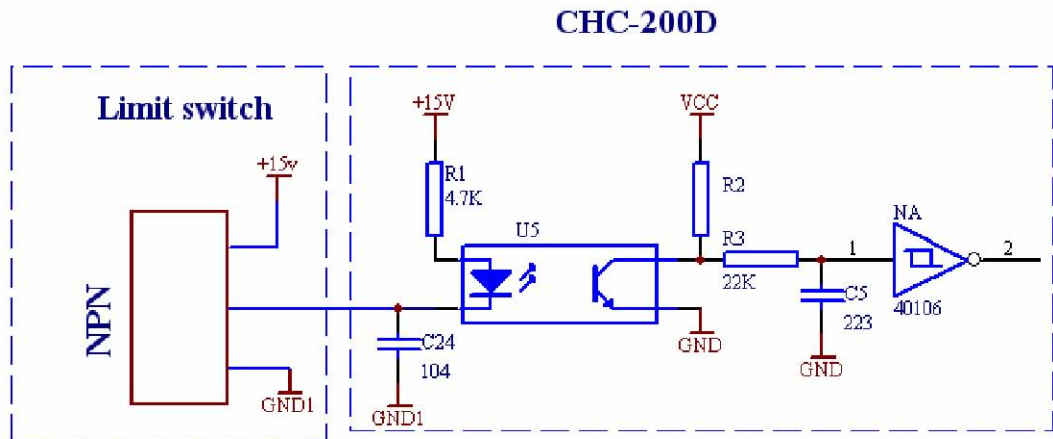 CHC-200D
Limit switch
+15v
NPN
GND1
+15V
R1
4.7K
U5
C24
104
GND1
VCC
R2
R3
22K
GND
C5
223
GND
1
NA
40106
2